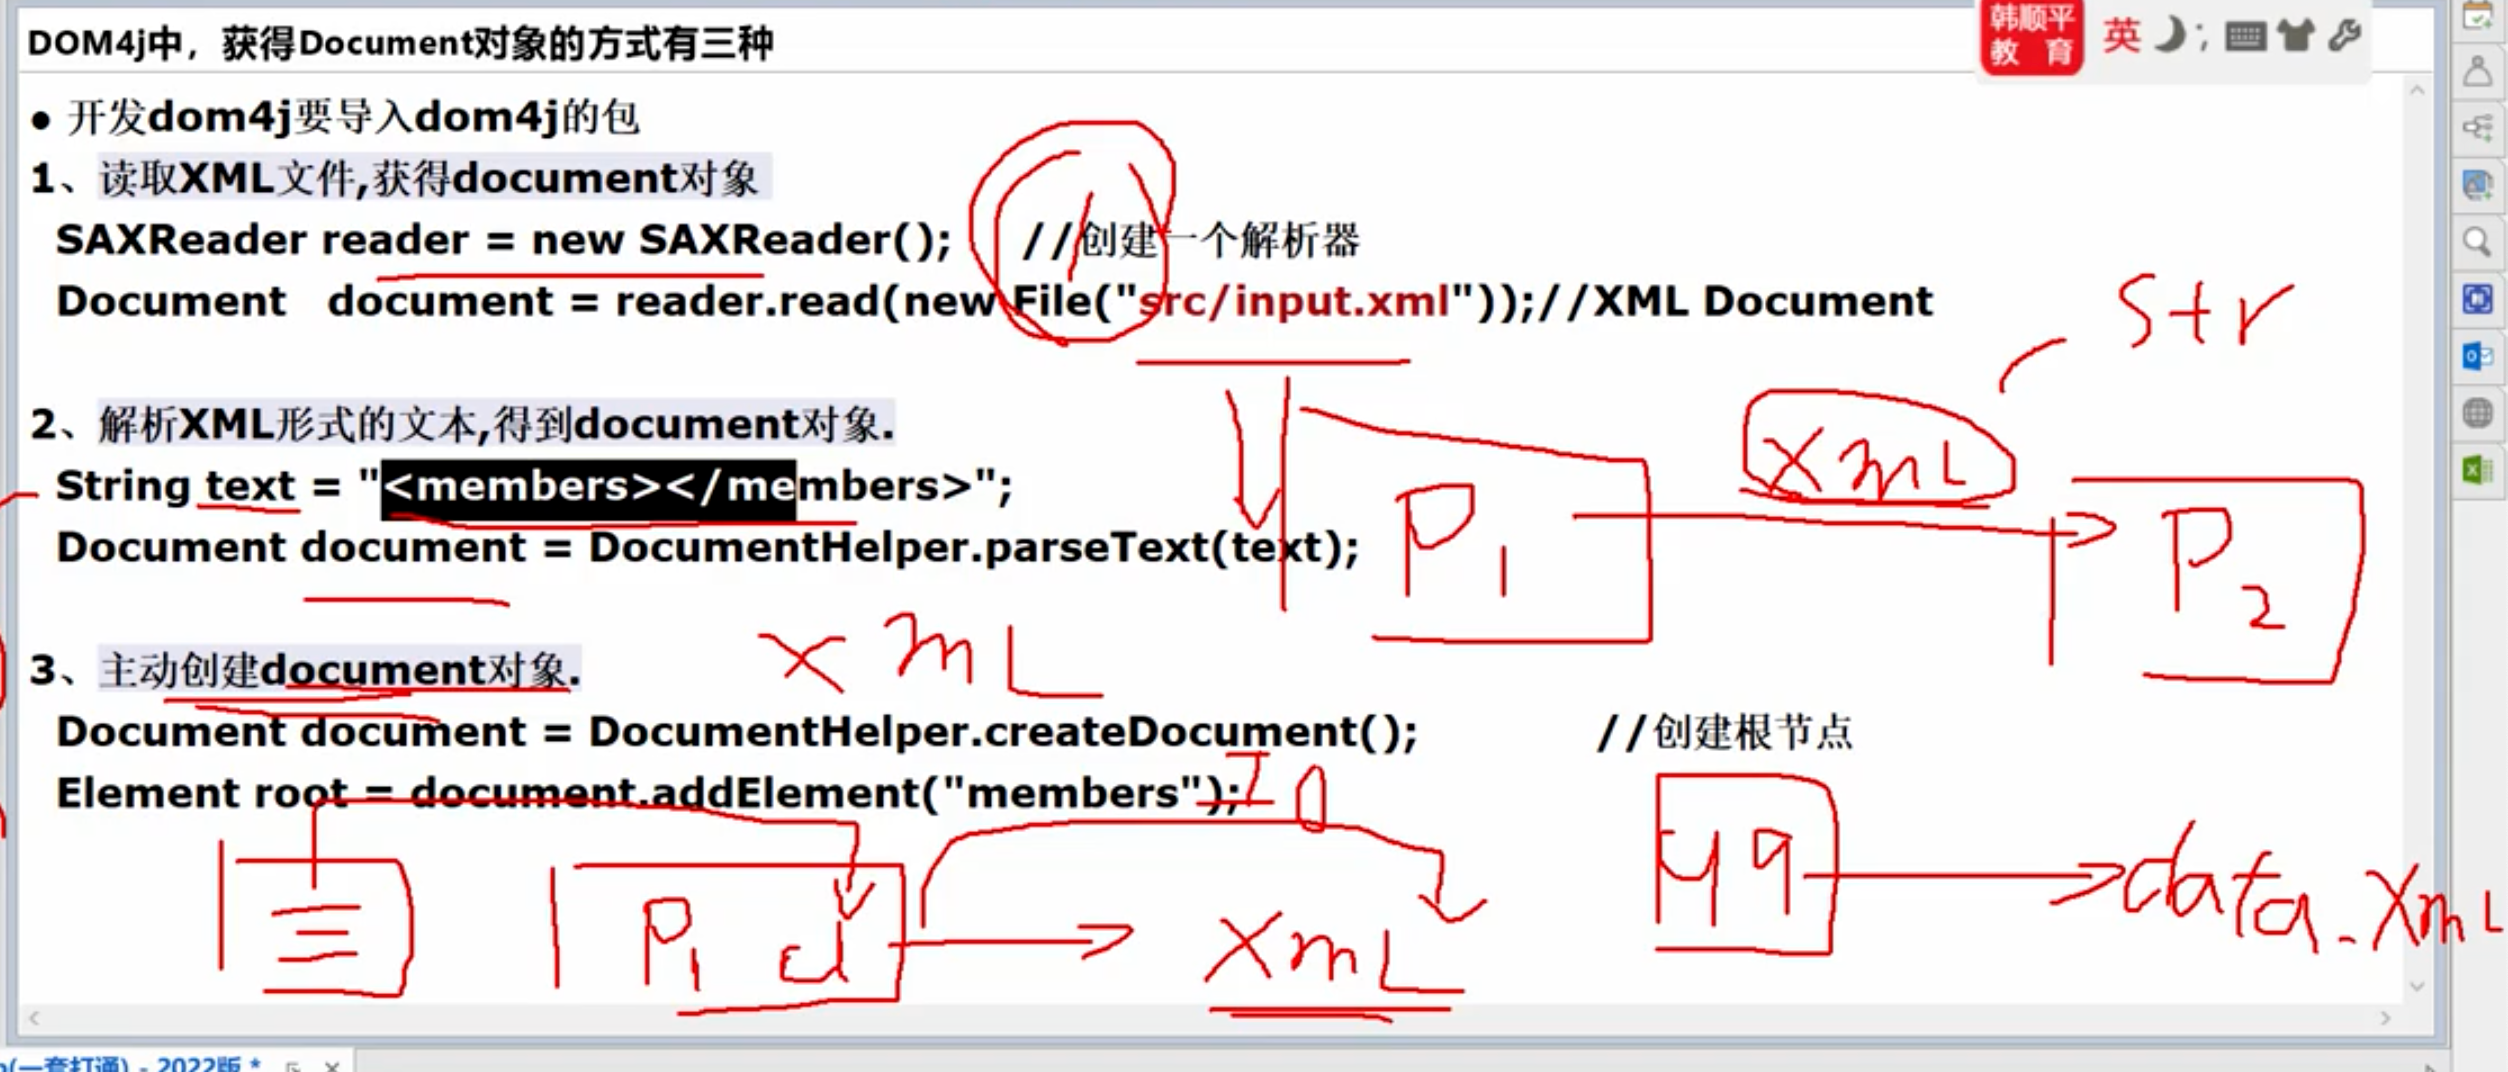 DOM4j中，获得Document对象的方式有三种
韩顺平
教 育
英
● 开发dom4j要导入dom4j的包
1、读取XML文件,获得document对象
SAXReader reader = new SAXReader(); //创建一个解析器
Document document = reader.read(new File("src/input.xml"));//XML Document
Str
2、解析XML形式的文本,得到document对象.
String text = "<members></members>";
XML
Document document = DocumentHelper.parseText(text);
P1
P2
XML
3、主动创建document对象.
Document document = DocumentHelper.createDocument(); //创建根节点
Element root = document.addElement("members");
IO
P1 d
XML
data.XML
(一套打通) - 2022版 *